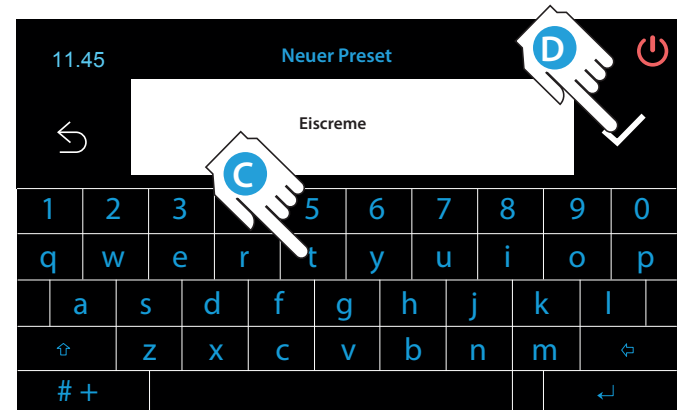 11.45
Neuer Preset
D
Eiscreme
C
1 2 3 5 6 7 8 9 0
q w e r t y u i o p
a s d f g h j k l
z x c v b n m
# +